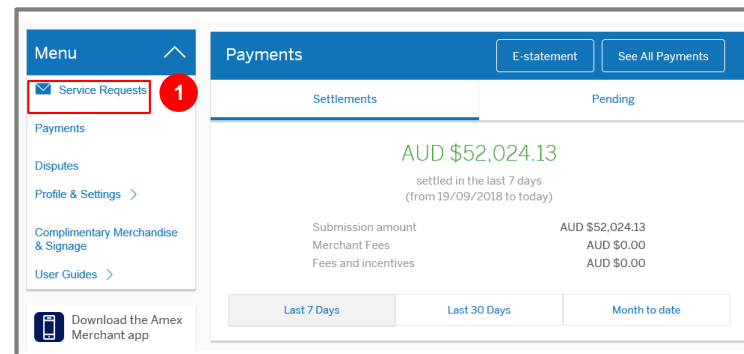 Menu
Service Requests
1
Payments
Disputes
Profile & Settings >
Complimentary Merchandise
& Signage
User Guides >
Download the Amex
Merchant app
Payments
E-statement
See All Payments
Settlements
Pending
AUD $52,024.13
settled in the last 7 days
(from 19/09/2018 to today)
Submission amount AUD $52,024.13
Merchant Fees AUD $0.00
Fees and incentives AUD $0.00
Last 7 Days
Last 30 Days
Month to date